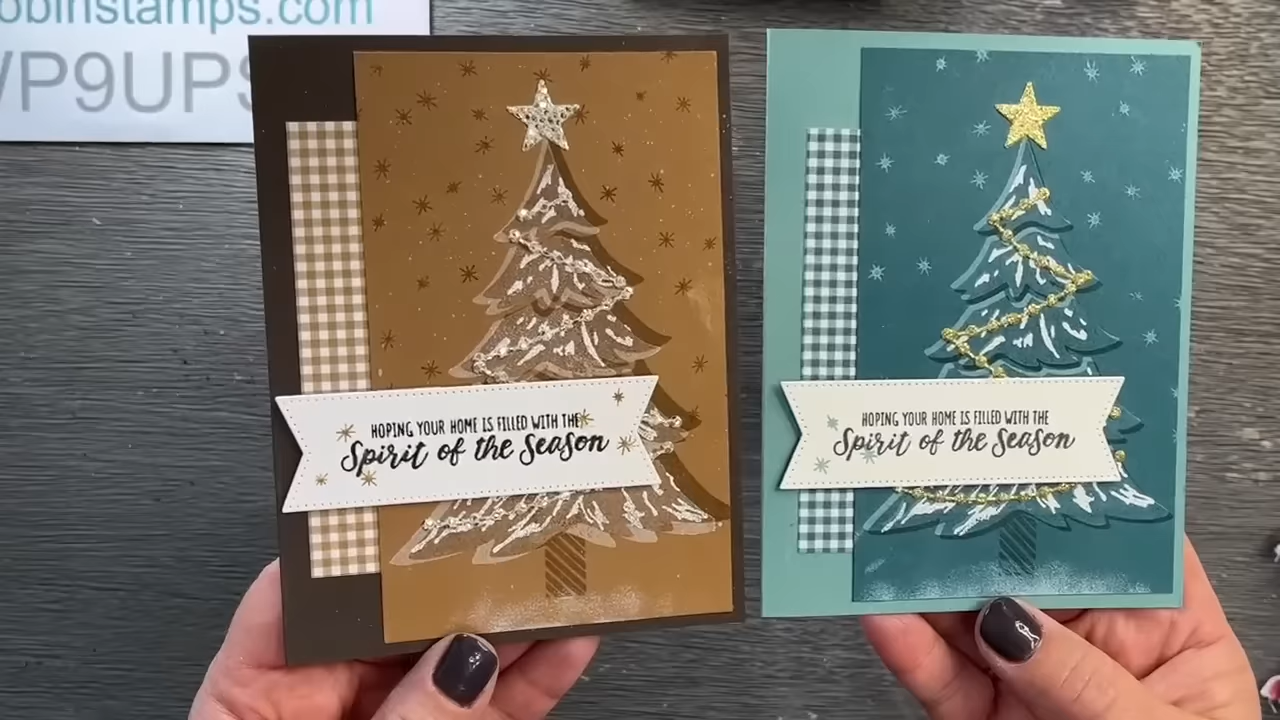 obinstamps.com
WP9UPS
HOPING YOUR HOME IS FILLED WITH THE
Spirit of the Season
HOPING YOUR HOME IS FILLED WITH THE
Spirit of the Season